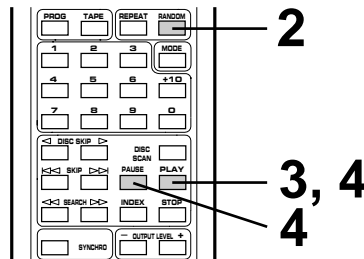 PROG TAPE REPEAT RANDOM
2
1 2 3 MODE
4 5 6 +10
7 8 9 0
◁ DISC SKIP ▷ DISC SCAN
|◁◁ SKIP ▷▷| PAUSE PLAY
3, 4
◁◁ SEARCH ▷▷ INDEX STOP
4
SYNCHRO − OUTPUT LEVEL +